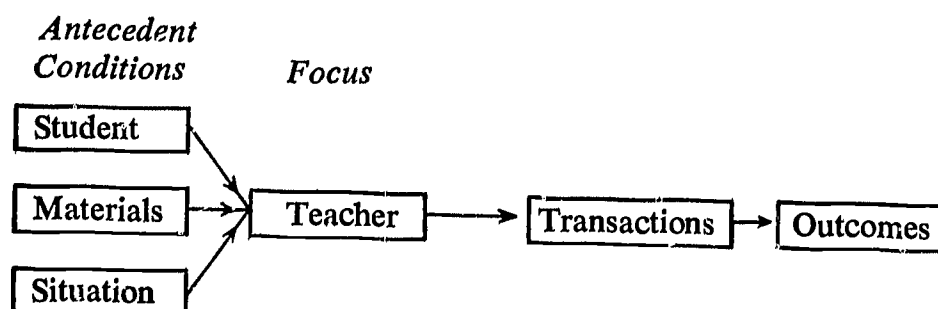 Antecedent
Conditions
Focus
Student
Materials
Teacher
Transactions
Outcomes
Situation